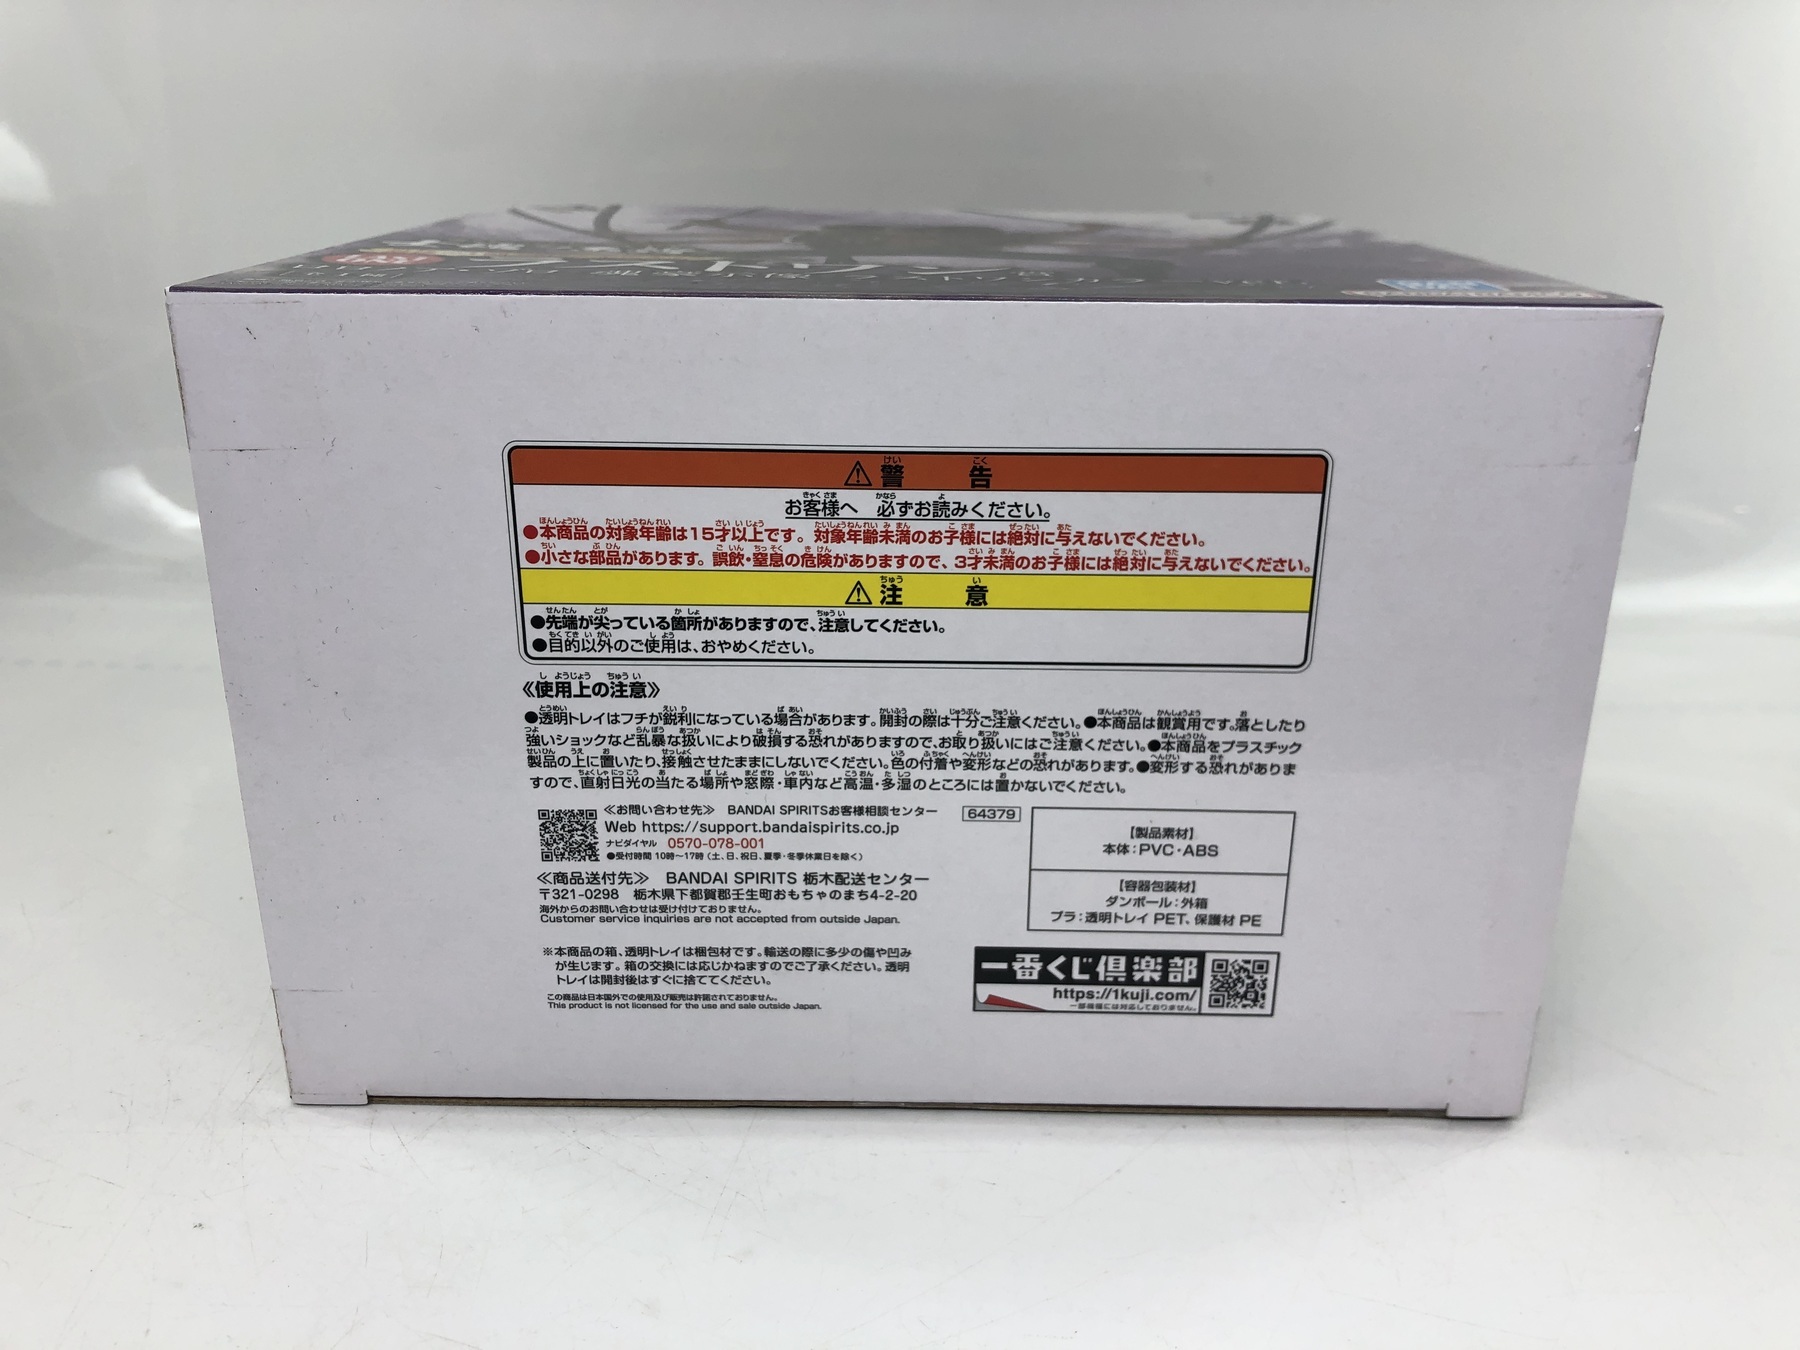 ラストワン賞
警告
お客様へ 必ずお読みください。
●本商品の対象年齢は15才以上です。対象年齢未満のお子様には絶対に与えないでください。
●小さな部品があります。誤飲・窒息の危険がありますので、3才未満のお子様には絶対に与えないでください。
注意
●先端が尖っている箇所がありますので、注意してください。
●目的以外のご使用は、おやめください。
《使用上の注意》
●透明トレイはフチが鋭利になっている場合があります。開封の際は十分ご注意ください。●本商品は観賞用です。落としたり
強いショックなど乱暴な扱いにより破損する恐れがありますので、お取り扱いにはご注意ください。●本商品をプラスチック
製品の上に置いたり、接触させたままにしないでください。色の付着や変形などの恐れがあります。●変形する恐れがありま
すので、直射日光の当たる場所や窓際・車内など高温・多湿のところには置かないでください。
≪お問い合わせ先≫ BANDAI SPIRITSお客様相談センター
Web https://support.bandaispirits.co.jp
ナビダイヤル 0570-078-001
●受付時間 10時〜17時（土、日、祝日、夏季・冬季休業日を除く）
64379
≪商品送付先≫ BANDAI SPIRITS 栃木配送センター
〒321-0298 栃木県下都賀郡壬生町おもちゃのまち4-2-20
海外からのお問い合わせは受け付けておりません。
Customer service inquiries are not accepted from outside Japan.
【製品素材】
本体：PVC・ABS
【容器包装材】
ダンボール：外箱
プラ：透明トレイ PET、保護材 PE
※本商品の箱、透明トレイは梱包材です。輸送の際に多少の傷や凹み
が生じます。箱の交換には応じかねますのでご了承ください。透明
トレイは開封後はすぐに捨ててください。
この商品は日本国外での使用及び販売は許諾されておりません。
This product is not licensed for the use and sale outside Japan.
一番くじ倶楽部
https://1kuji.com/
一部機種には対応しておりません。